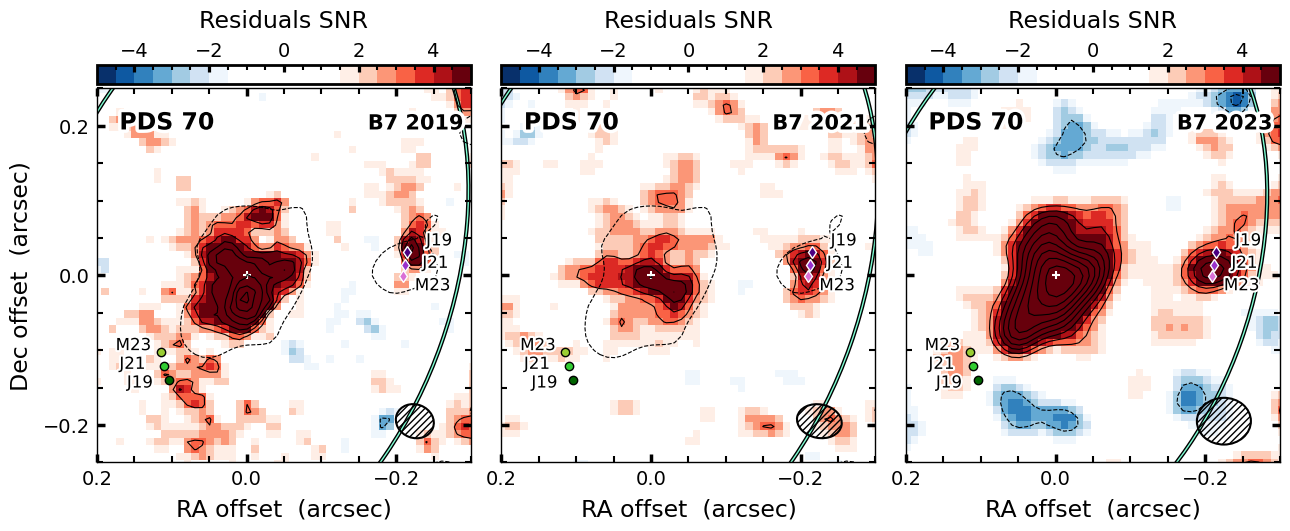 Residuals SNR Residuals SNR Residuals SNR
−4 −2 0 2 4 −4 −2 0 2 4 −4 −2 0 2 4
PDS 70 B7 2019 PDS 70 B7 2021 PDS 70 B7 2023
0.2
J19 J19 J19
J21 J21 J21
0.0
M23 M23 M23
M23 M23 M23
J21 J21 J21
J19 J19 J19
−0.2
0.2 0.0 −0.2 0.2 0.0 −0.2 0.2 0.0 −0.2
RA offset (arcsec) RA offset (arcsec) RA offset (arcsec)
Dec offset (arcsec)